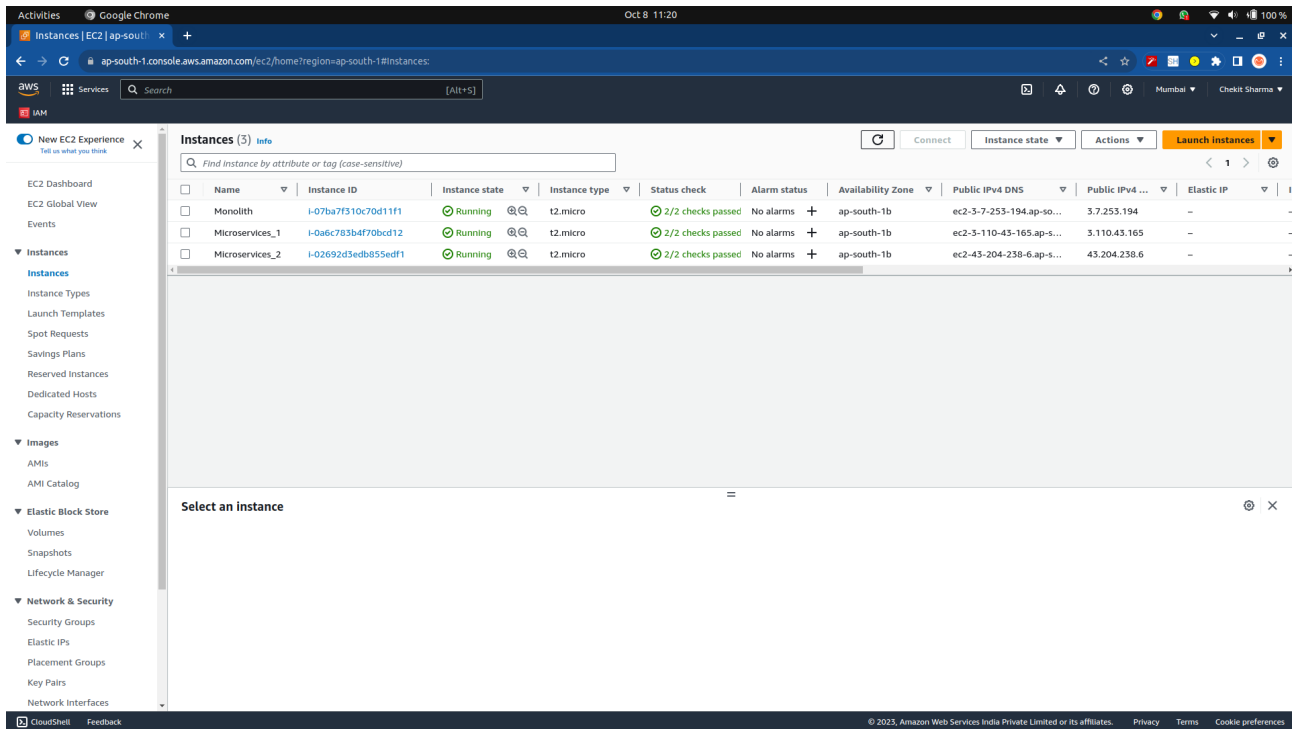 Activities Google Chrome Oct 8 11:20 100 %
Instances | EC2 | ap-south
ap-south-1.console.aws.amazon.com/ec2/home?region=ap-south-1#Instances:
aws Services Search [Alt+S] Mumbai Chekit Sharma
IAM
New EC2 Experience
Tell us what you think
EC2 Dashboard
EC2 Global View
Events
Instances
Instances
Instance Types
Launch Templates
Spot Requests
Savings Plans
Reserved Instances
Dedicated Hosts
Capacity Reservations
Images
AMIs
AMI Catalog
Elastic Block Store
Volumes
Snapshots
Lifecycle Manager
Network & Security
Security Groups
Elastic IPs
Placement Groups
Key Pairs
Network Interfaces
Instances (3) Info Connect Instance state Actions Launch instances
Find instance by attribute or tag (case-sensitive) 1
Name Instance ID Instance state Instance type Status check Alarm status Availability Zone Public IPv4 DNS Public IPv4 ... Elastic IP
Monolith i-07ba7f310c70d11f1 Running t2.micro 2/2 checks passed No alarms + ap-south-1b ec2-3-7-253-194.ap-so... 3.7.253.194 –
Microservices_1 i-0a6c783b4f70bcd12 Running t2.micro 2/2 checks passed No alarms + ap-south-1b ec2-3-110-43-165.ap-s... 3.110.43.165 –
Microservices_2 i-02692d3edb855edf1 Running t2.micro 2/2 checks passed No alarms + ap-south-1b ec2-43-204-238-6.ap-s... 43.204.238.6 –
Select an instance
CloudShell Feedback © 2023, Amazon Web Services India Private Limited or its affiliates. Privacy Terms Cookie preferences